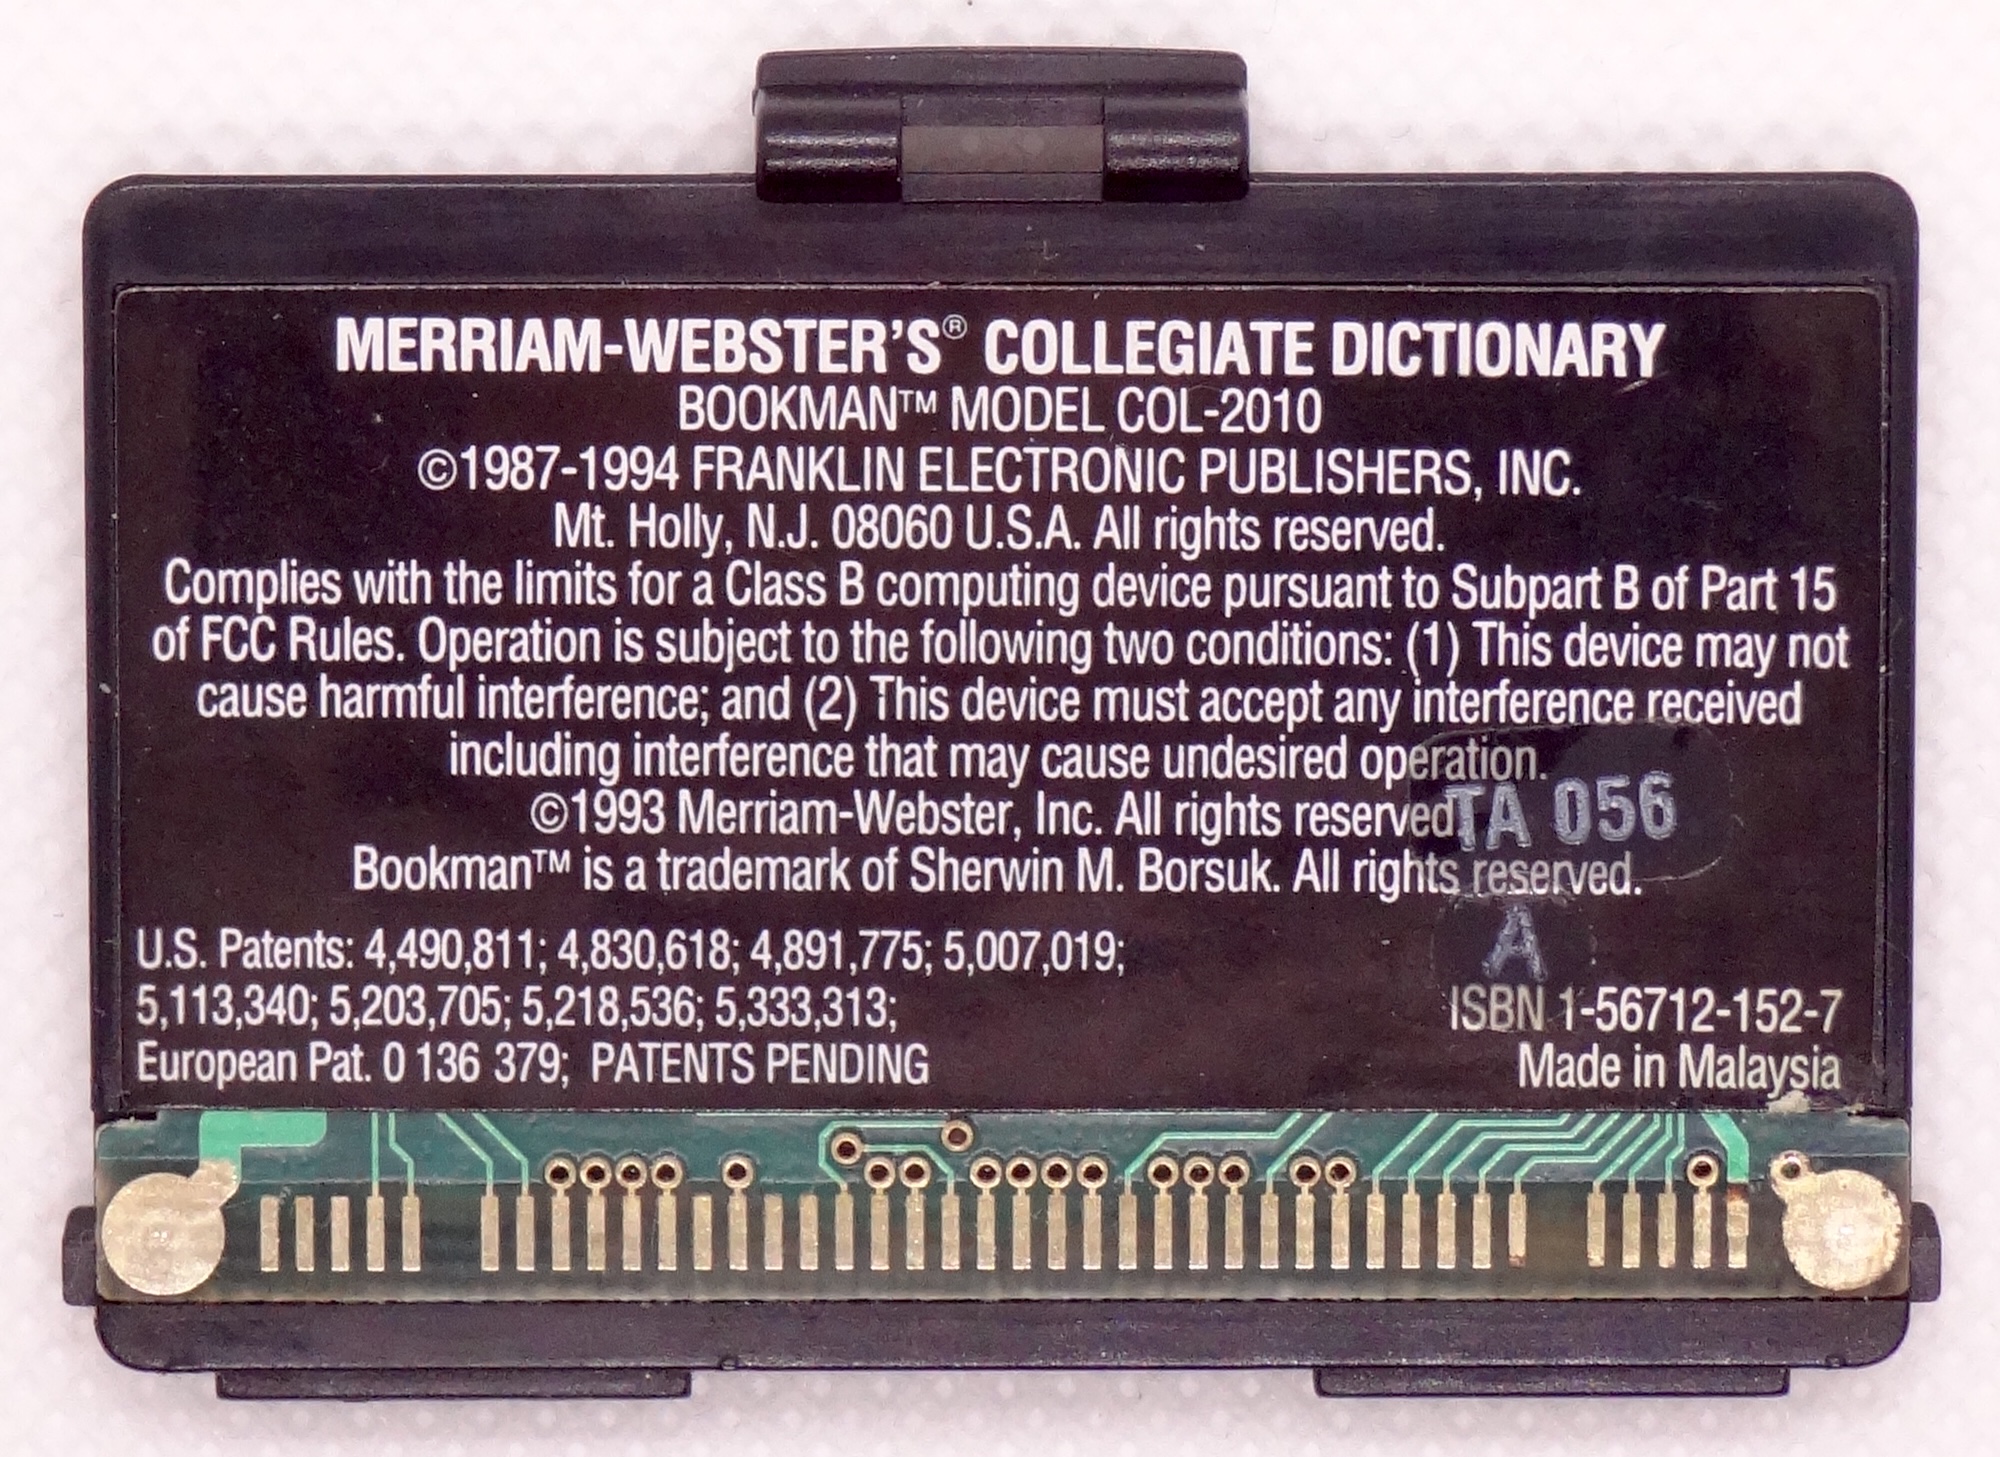 MERRIAM-WEBSTER'S® COLLEGIATE DICTIONARY
BOOKMAN™ MODEL COL-2010
©1987-1994 FRANKLIN ELECTRONIC PUBLISHERS, INC.
Mt. Holly, N.J. 08060 U.S.A. All rights reserved.
Complies with the limits for a Class B computing device pursuant to Subpart B of Part 15
of FCC Rules. Operation is subject to the following two conditions: (1) This device may not
cause harmful interference; and (2) This device must accept any interference received
including interference that may cause undesired operation.
©1993 Merriam-Webster, Inc. All rights reserved
TA 056
Bookman™ is a trademark of Sherwin M. Borsuk. All rights reserved.
A
U.S. Patents: 4,490,811; 4,830,618; 4,891,775; 5,007,019;
5,113,340; 5,203,705; 5,218,536; 5,333,313;
European Pat. 0 136 379; PATENTS PENDING
ISBN 1-56712-152-7
Made in Malaysia